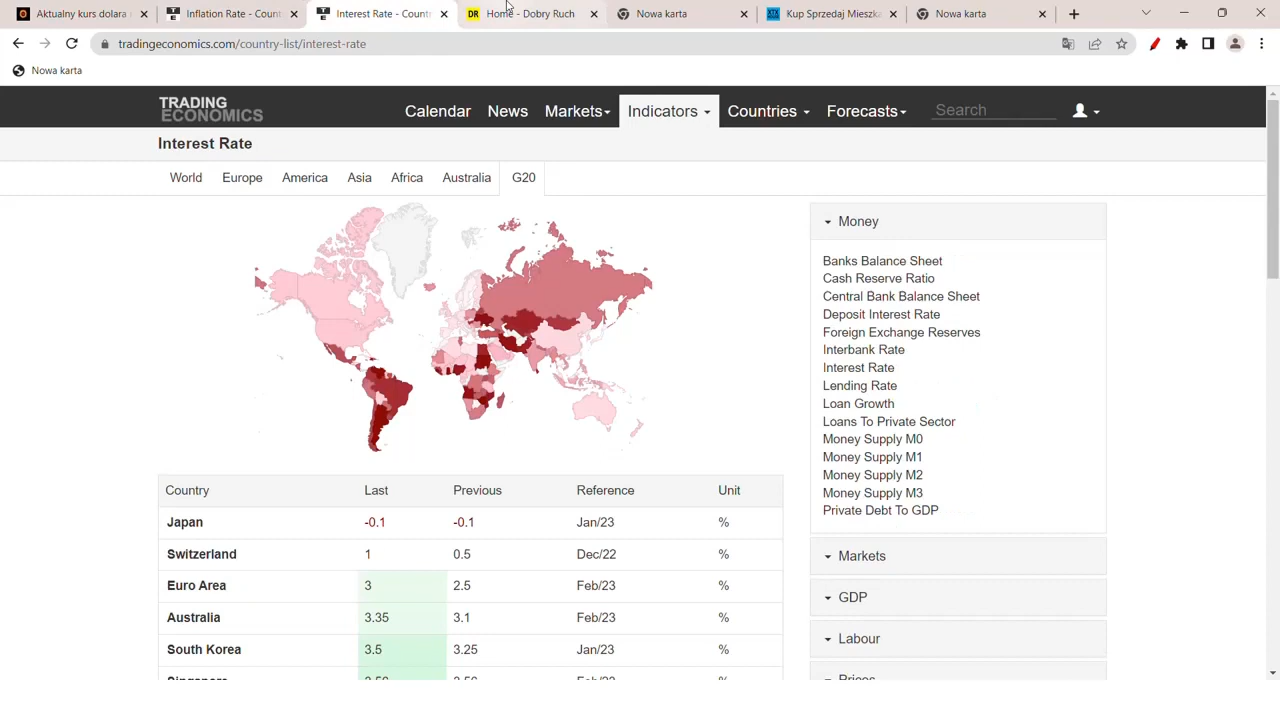 Aktualny kurs dolara
Inflation Rate - Count
Interest Rate - Countr
Home - Dobry Ruch
Nowa karta
Kup Sprzedaj Mieszka
Nowa karta
tradingeconomics.com/country-list/interest-rate
Nowa karta
TRADING
ECONOMICS
Calendar News Markets Indicators Countries Forecasts Search
Interest Rate
World Europe America Asia Africa Australia G20
Money
Banks Balance Sheet
Cash Reserve Ratio
Central Bank Balance Sheet
Deposit Interest Rate
Foreign Exchange Reserves
Interbank Rate
Interest Rate
Lending Rate
Loan Growth
Loans To Private Sector
Money Supply M0
Money Supply M1
Money Supply M2
Money Supply M3
Private Debt To GDP
Markets
GDP
Labour
Prices
Country Last Previous Reference Unit
Japan -0.1 -0.1 Jan/23 %
Switzerland 1 0.5 Dec/22 %
Euro Area 3 2.5 Feb/23 %
Australia 3.35 3.1 Feb/23 %
South Korea 3.5 3.25 Jan/23 %